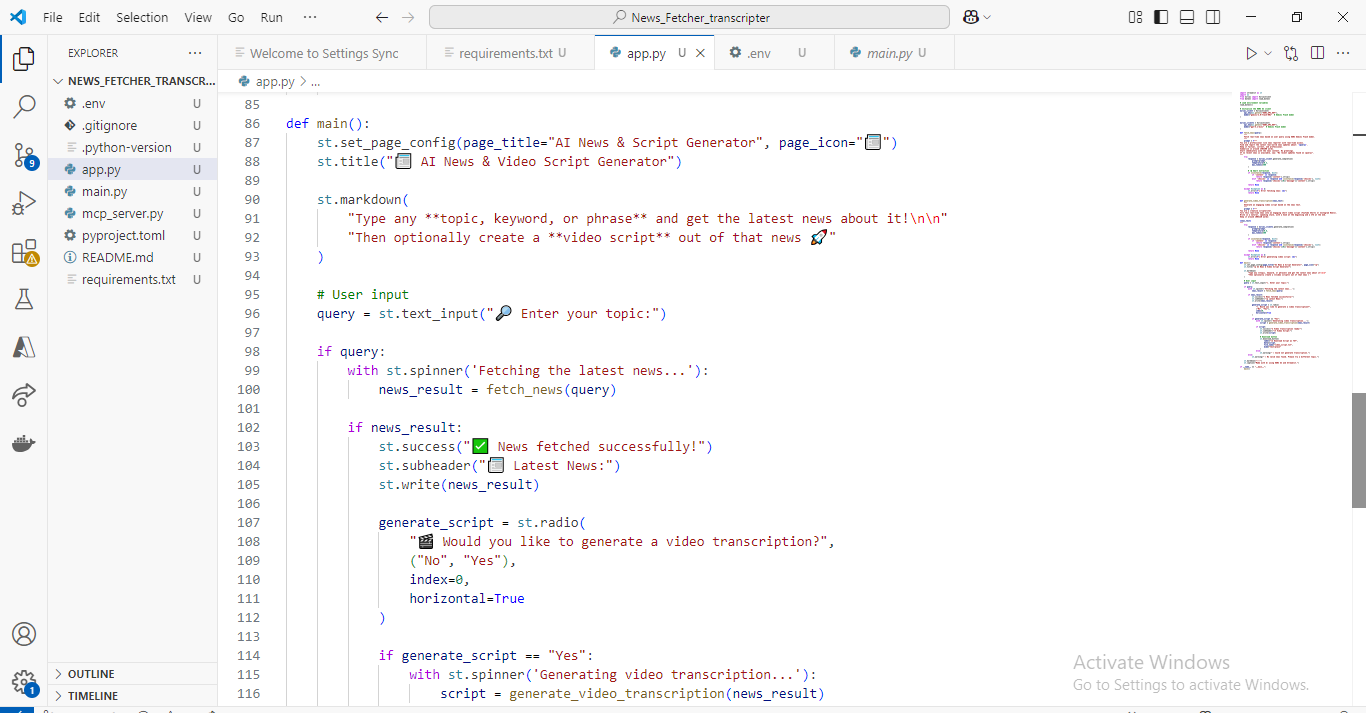 File Edit Selection View Go Run ··· News_Fetcher_transcripter
EXPLORER ···
NEWS_FETCHER_TRANSCR...
.env U
.gitignore U
.python-version U
app.py U
main.py U
mcp_server.py U
pyproject.toml U
README.md U
requirements.txt U
OUTLINE
TIMELINE
9
1
Welcome to Settings Sync requirements.txt U app.py U .env U main.py U
app.py > ...
85
86 def main():
87 st.set_page_config(page_title="AI News & Script Generator", page_icon="📰")
88 st.title("📰 AI News & Video Script Generator")
89
90 st.markdown(
91 "Type any **topic, keyword, or phrase** and get the latest news about it!\n\n"
92 "Then optionally create a **video script** out of that news 🚀"
93 )
94
95 # User input
96 query = st.text_input("🔎 Enter your topic:")
97
98 if query:
99 with st.spinner('Fetching the latest news...'):
100 news_result = fetch_news(query)
101
102 if news_result:
103 st.success("✅ News fetched successfully!")
104 st.subheader("📰 Latest News:")
105 st.write(news_result)
106
107 generate_script = st.radio(
108 "🎬 Would you like to generate a video transcription?",
109 ("No", "Yes"),
110 index=0,
111 horizontal=True
112 )
113
114 if generate_script == "Yes":
115 with st.spinner('Generating video transcription...'):
116 script = generate_video_transcription(news_result)
Activate Windows
Go to Settings to activate Windows.